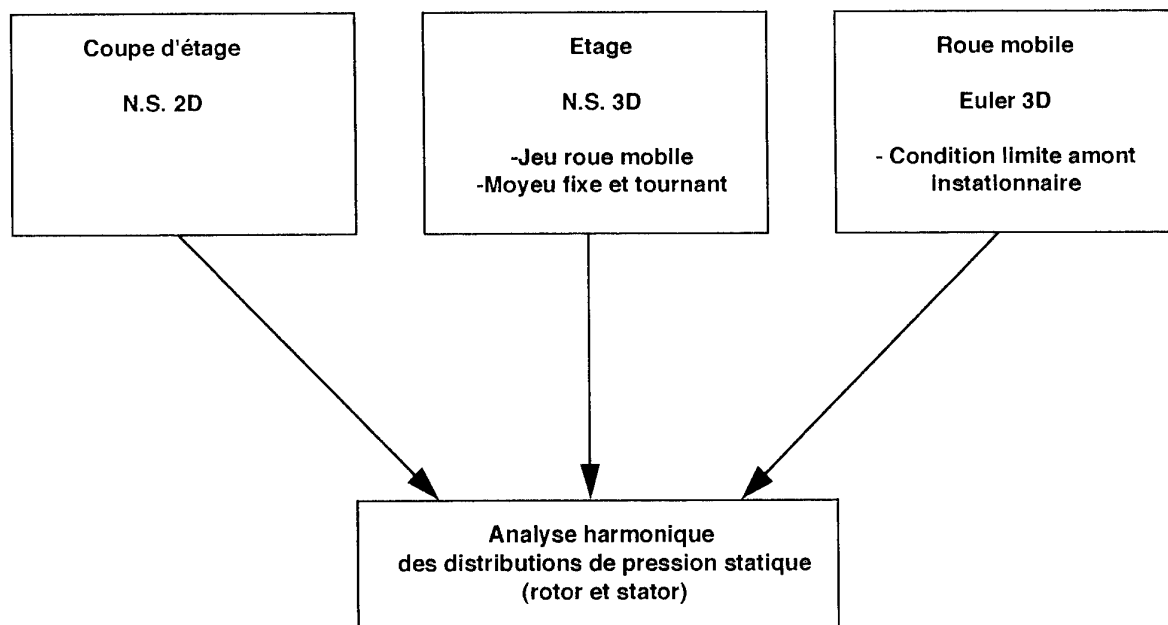 Coupe d'étage
N.S. 2D
Etage
N.S. 3D
-Jeu roue mobile
-Moyeu fixe et tournant
Roue mobile
Euler 3D
- Condition limite amont
instationnaire
Analyse harmonique
des distributions de pression statique
(rotor et stator)